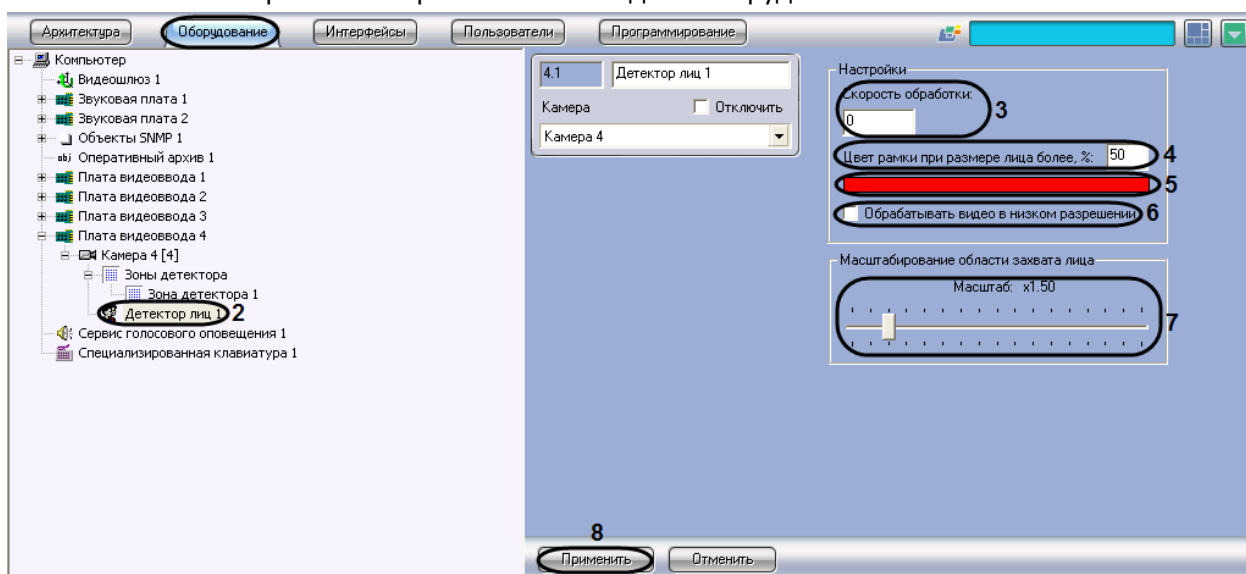 Архитектура Оборудование Интерфейсы Пользователи Программирование
Компьютер
Видеошлюз 1
Звуковая плата 1
Звуковая плата 2
Объекты SNMP 1
obj Оперативный архив 1
Плата видеоввода 1
Плата видеоввода 2
Плата видеоввода 3
Плата видеоввода 4
Камера 4 [4]
Зоны детектора
Зона детектора 1
Детектор лиц 1 2
Сервис голосового оповещения 1
Специализированная клавиатура 1
4.1 Детектор лиц 1
Камера Отключить
Камера 4
Настройки
Скорость обработки:
0 3
Цвет рамки при размере лица более, %: 50 4
5
Обрабатывать видео в низком разрешении 6
Масштабирование области захвата лица
Масштаб: x1.50
7
8
Применить Отменить